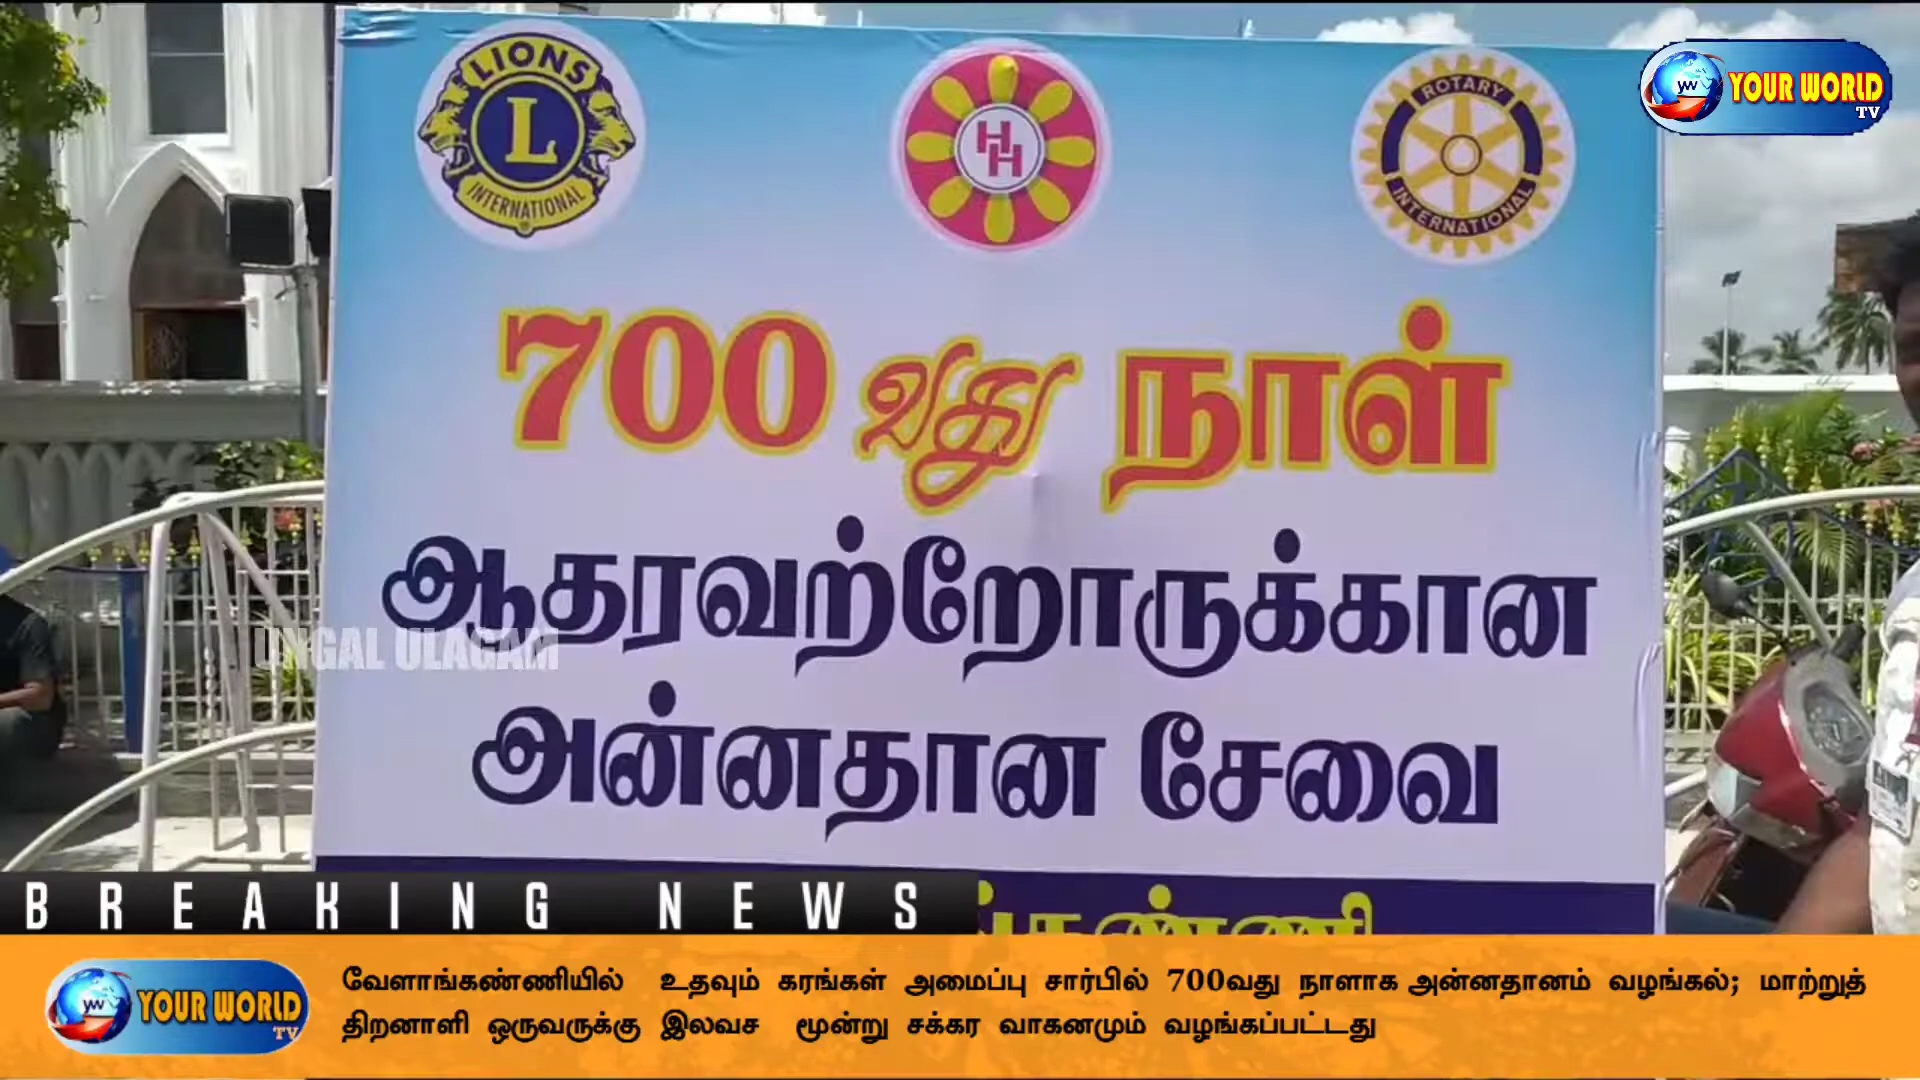 LIONS
L
INTERNATIONAL
HH
ROTARY
INTERNATIONAL
YOUR WORLD
TV
700 வது நாள்
ஆதரவற்றோருக்கான
UNGAL ULAGAM
அன்னதான சேவை
BREAKING NEWS
YOUR WORLD
TV
வேளாங்கண்ணியில் உதவும் கரங்கள் அமைப்பு சார்பில் 700வது நாளாக அன்னதானம் வழங்கல்; மாற்றுத்
திறனாளி ஒருவருக்கு இலவச மூன்று சக்கர வாகனமும் வழங்கப்பட்டது